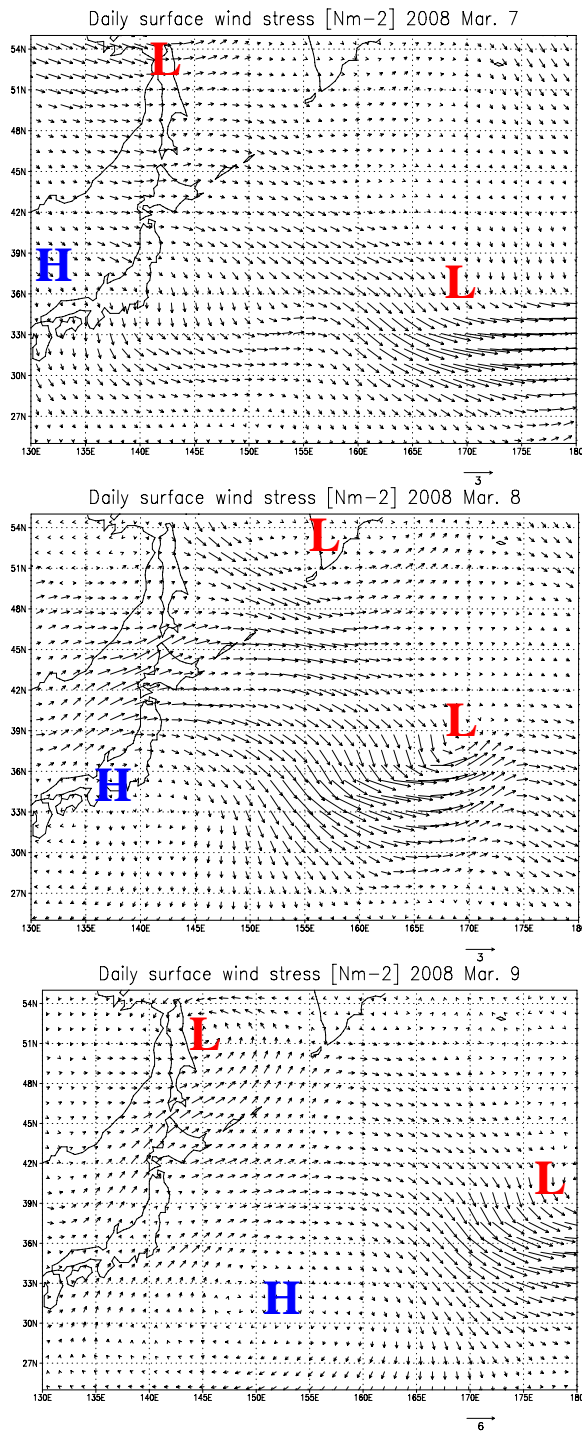 Daily surface wind stress [Nm-2] 2008 Mar. 7
54N
L
51N
48N
45N
42N
39N
H
L
36N
33N
30N
27N
130E 135E 140E 145E 150E 155E 160E 165E 170E 175E 180
3
Daily surface wind stress [Nm-2] 2008 Mar. 8
54N
L
51N
48N
45N
42N
39N
L
36N
H
33N
30N
27N
130E 135E 140E 145E 150E 155E 160E 165E 170E 175E 180
3
Daily surface wind stress [Nm-2] 2008 Mar. 9
54N
L
51N
48N
45N
42N
L
39N
36N
33N
H
30N
27N
130E 135E 140E 145E 150E 155E 160E 165E 170E 175E 180
6